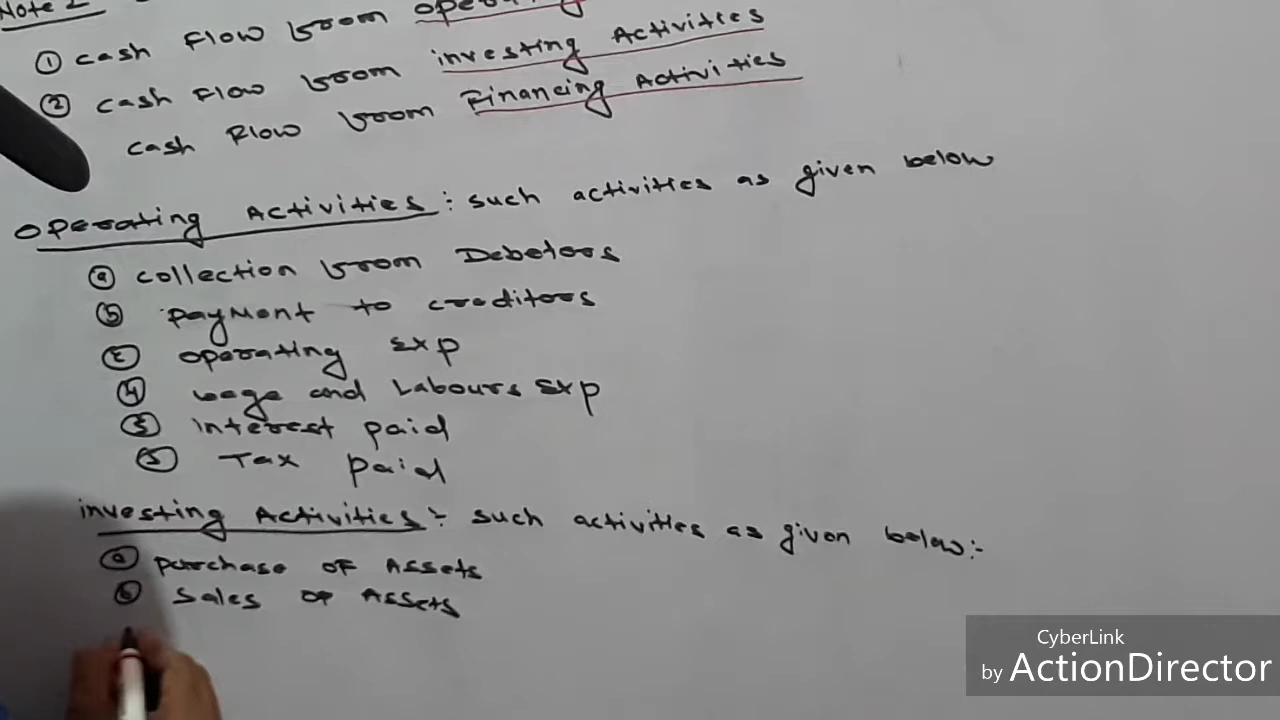 Note 2
① cash Flow from operating
② cash Flow from investing Activities
cash Flow from Financing Activities
Operating Activities : such activities as given below
ⓐ collection from Debetors
ⓑ payment to creditors
ⓒ operating Exp
④ wage and Labours Exp
⑤ interest paid
⑤ Tax paid
investing Activities :- such activities as given below :-
ⓐ purchase of Assets
ⓑ sales of Assets
CyberLink
by ActionDirector